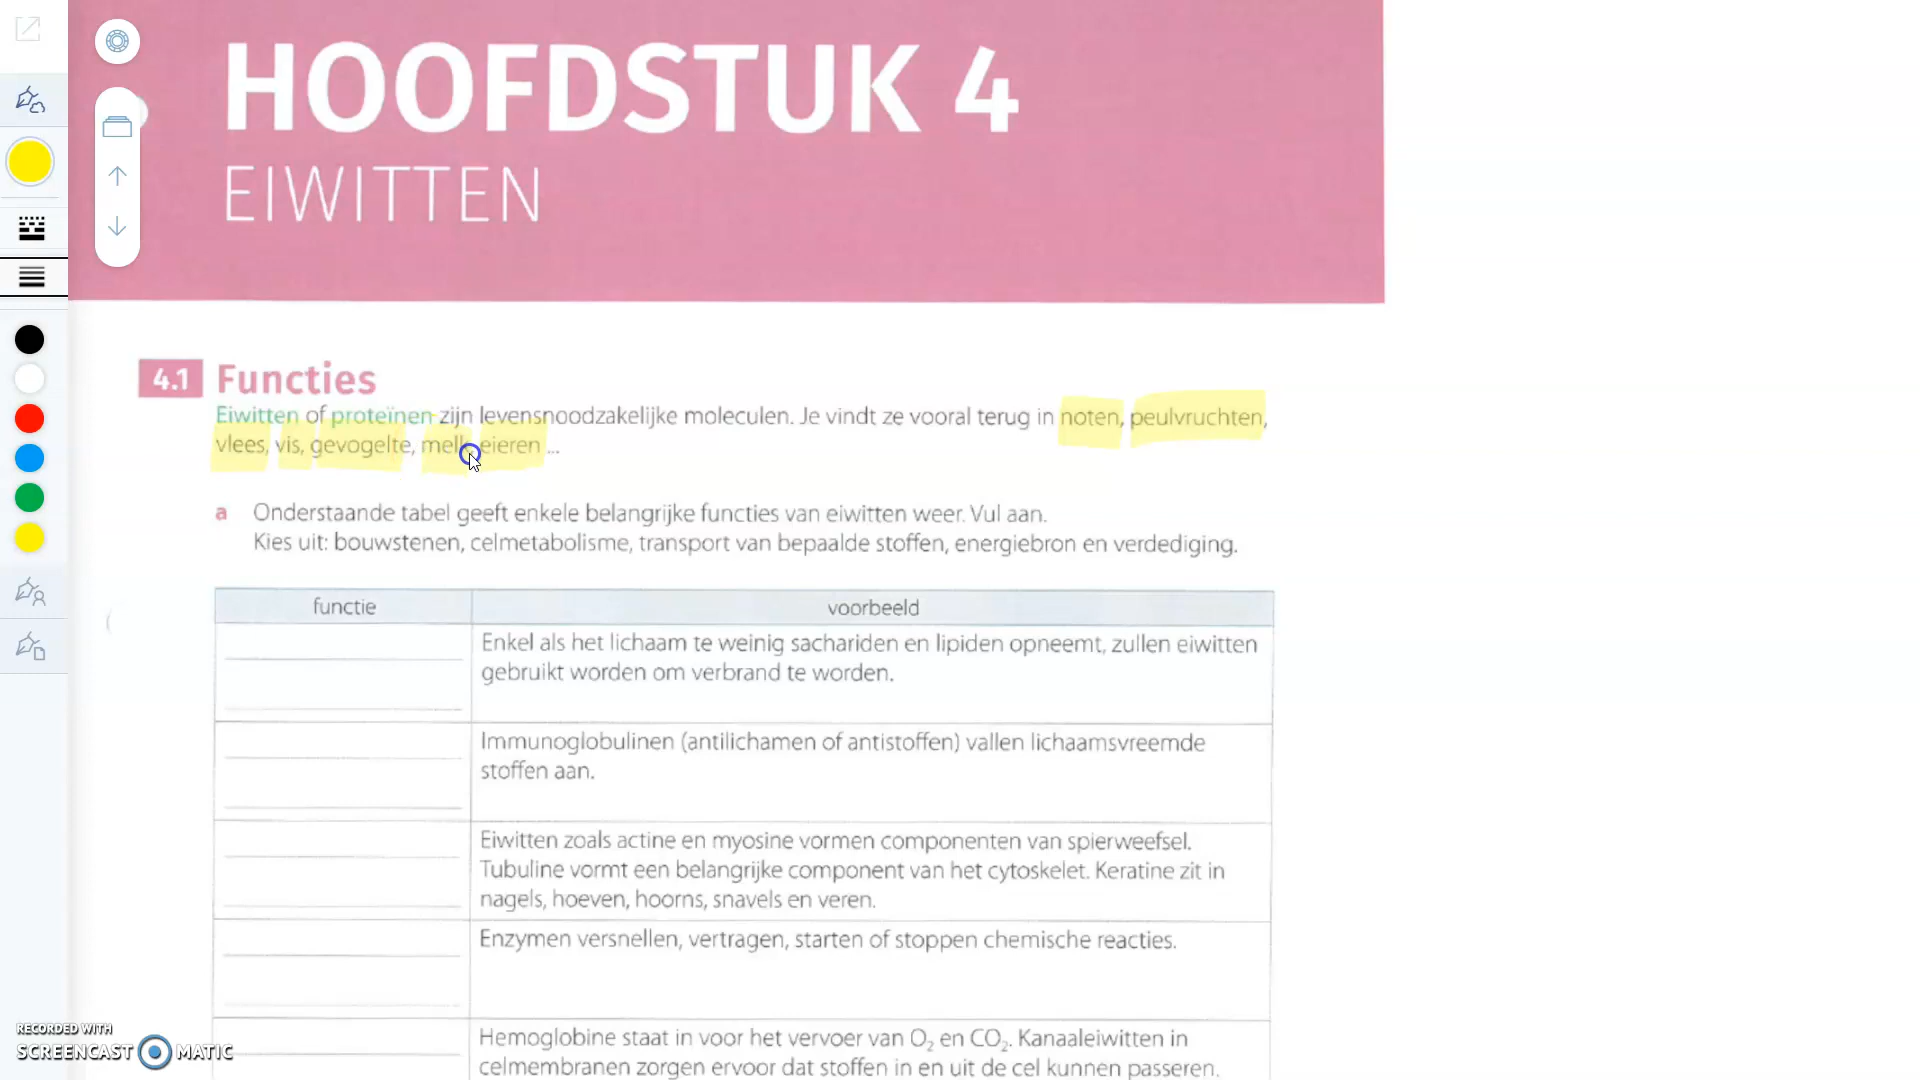 HOOFDSTUK 4
EIWITTEN
4.1 Functies
Eiwitten of proteïnen zijn levensnoodzakelijke moleculen. Je vindt ze vooral terug in noten, peulvruchten,
vlees, vis, gevogelte, melk, eieren ...
a Onderstaande tabel geeft enkele belangrijke functies van eiwitten weer. Vul aan.
Kies uit: bouwstenen, celmetabolisme, transport van bepaalde stoffen, energiebron en verdediging.
functie voorbeeld
Enkel als het lichaam te weinig sachariden en lipiden opneemt, zullen eiwitten
gebruikt worden om verbrand te worden.
Immunoglobulinen (antilichamen of antistoffen) vallen lichaamsvreemde
stoffen aan.
Eiwitten zoals actine en myosine vormen componenten van spierweefsel.
Tubuline vormt een belangrijke component van het cytoskelet. Keratine zit in
nagels, hoeven, hoorns, snavels en veren.
Enzymen versnellen, vertragen, starten of stoppen chemische reacties.
Hemoglobine staat in voor het vervoer van O₂ en CO₂. Kanaaleiwitten in
celmembranen zorgen ervoor dat stoffen in en uit de cel kunnen passeren.
RECORDED WITH
SCREENCAST MATIC